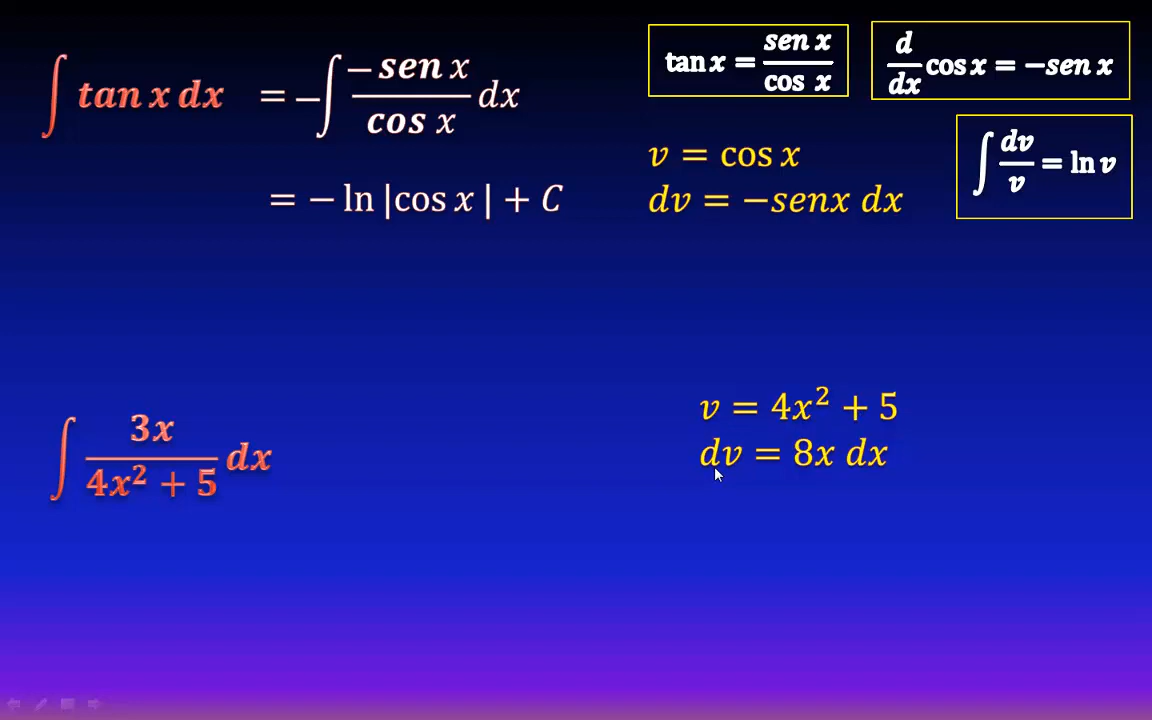 ∫ tan x dx = −∫ −sen x / cos x dx
= − ln |cos x | + C
tan x = sen x / cos x
d/dx cos x = −sen x
v = cos x
dv = −senx dx
∫ dv/v = ln v
∫ 3x / 4x² + 5 dx
v = 4x² + 5
dv = 8x dx